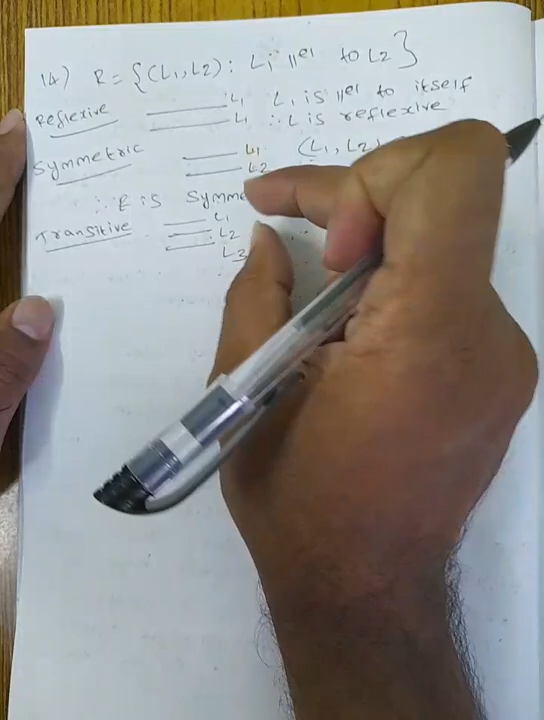 14) R = {(L₁, L₂) : L₁ ||el to L₂}
Reflexive L₁ L₁ is ||el to itself
L₁ ∴ L is reflexive
Symmetric L₁ (L₁, L₂)
L₂
∴ R is Symme
Transitive L₁
L₂
L₃